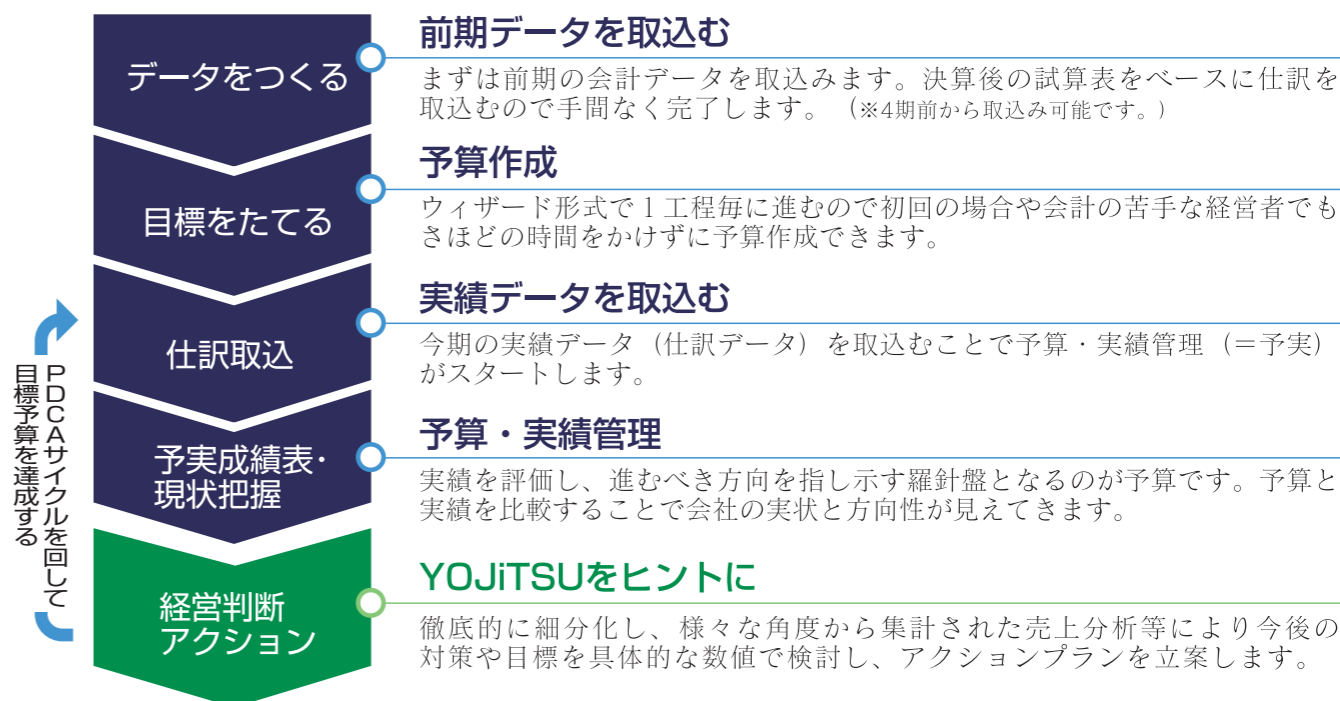 データをつくる
前期データを取込む
まずは前期の会計データを取込みます。決算後の試算表をベースに仕訳を
取込むので手間なく完了します。（※4期前から取込み可能です。）
目標をたてる
予算作成
ウィザード形式で１工程毎に進むので初回の場合や会計の苦手な経営者でも
さほどの時間をかけずに予算作成できます。
仕訳取込
実績データを取込む
今期の実績データ（仕訳データ）を取込むことで予算・実績管理（＝予実）
がスタートします。
予実成績表・
現状把握
予算・実績管理
実績を評価し、進むべき方向を指し示す羅針盤となるのが予算です。予算と
実績を比較することで会社の実状と方向性が見えてきます。
経営判断
アクション
YOJiTSUをヒントに
徹底的に細分化し、様々な角度から集計された売上分析等により今後の
対策や目標を具体的な数値で検討し、アクションプランを立案します。
ＰＤＣＡサイクルを回して
目標予算を達成する